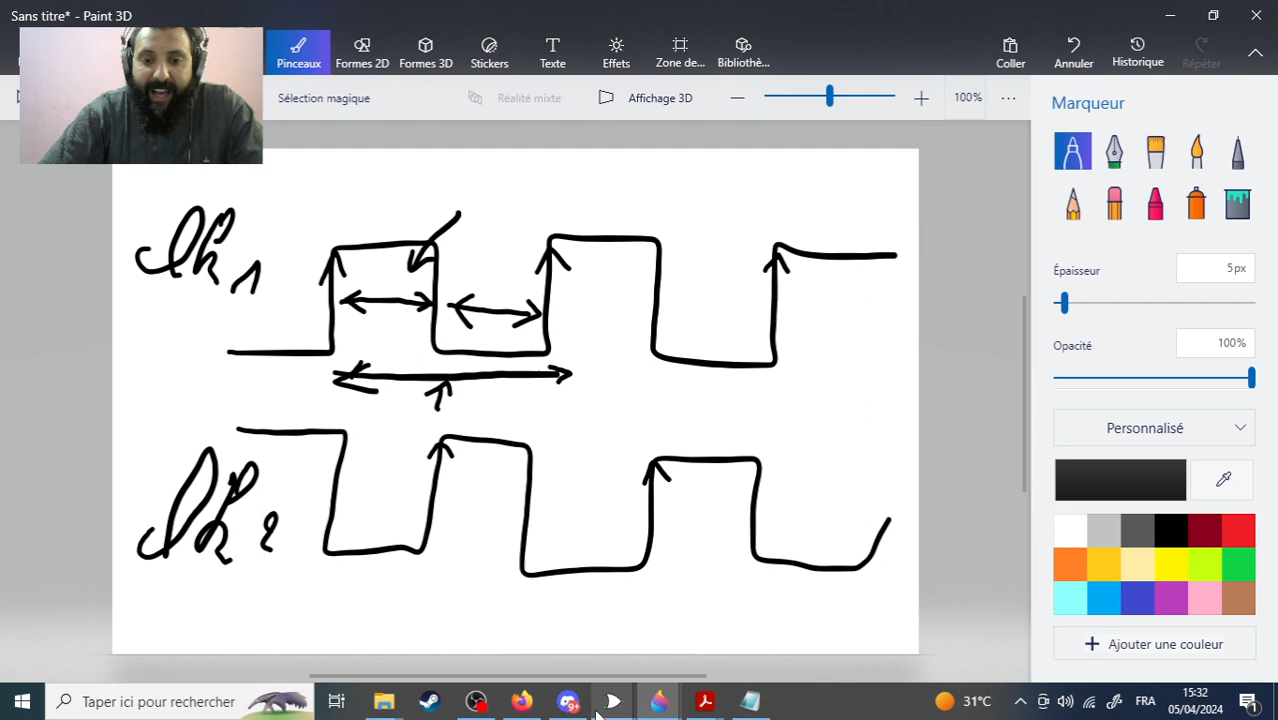 Sans titre* - Paint 3D
Pinceaux
Formes 2D
Formes 3D
Stickers
Texte
Effets
Zone de...
Bibliothè...
Coller
Annuler
Historique
Répéter
Sélection magique
Réalité mixte
Affichage 3D
100%
Marqueur
Épaisseur
5px
Opacité
100%
Personnalisé
Ajouter une couleur
Taper ici pour rechercher
9+
31°C
FRA
15:32
05/04/2024
1